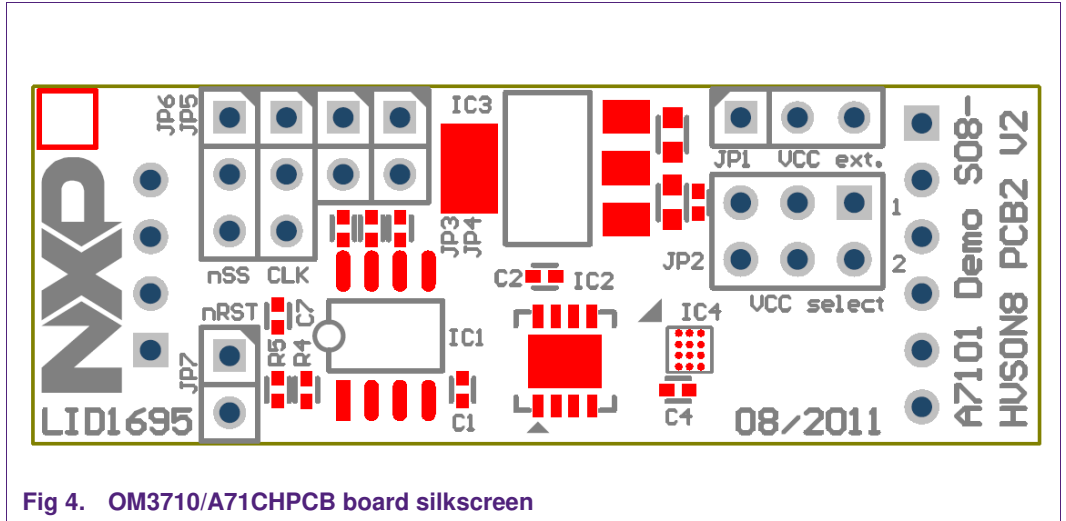 JP6
JP5
IC3
JP1 VCC ext.
JP3
JP4
1
2
JP2
VCC select
nSS CLK
C2
IC2
nRST
C7
IC4
IC1
R5
R4
JP7
C1
C4
NXP
LID1695
08/2011
A7101 Demo SO8-
HVSON8 PCB2 V2
Fig 4. OM3710/A71CHPCB board silkscreen